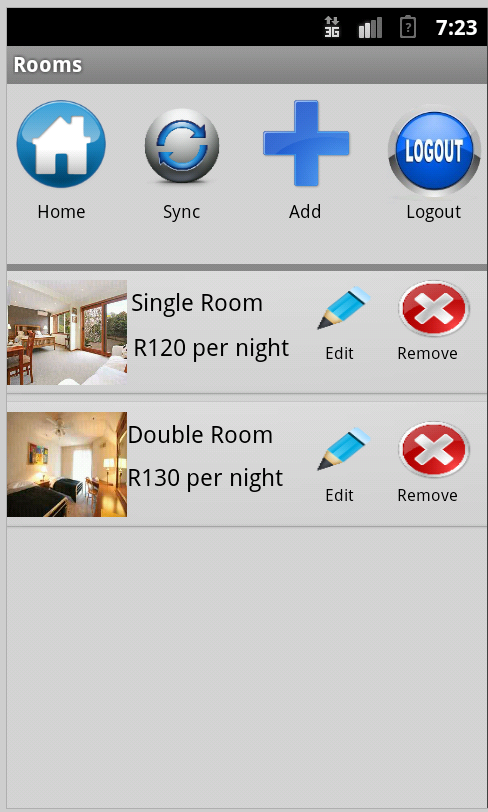 3G 7:23
Rooms
LOGOUT
Home Sync Add Logout
Single Room
R120 per night
Edit Remove
Double Room
R130 per night
Edit Remove